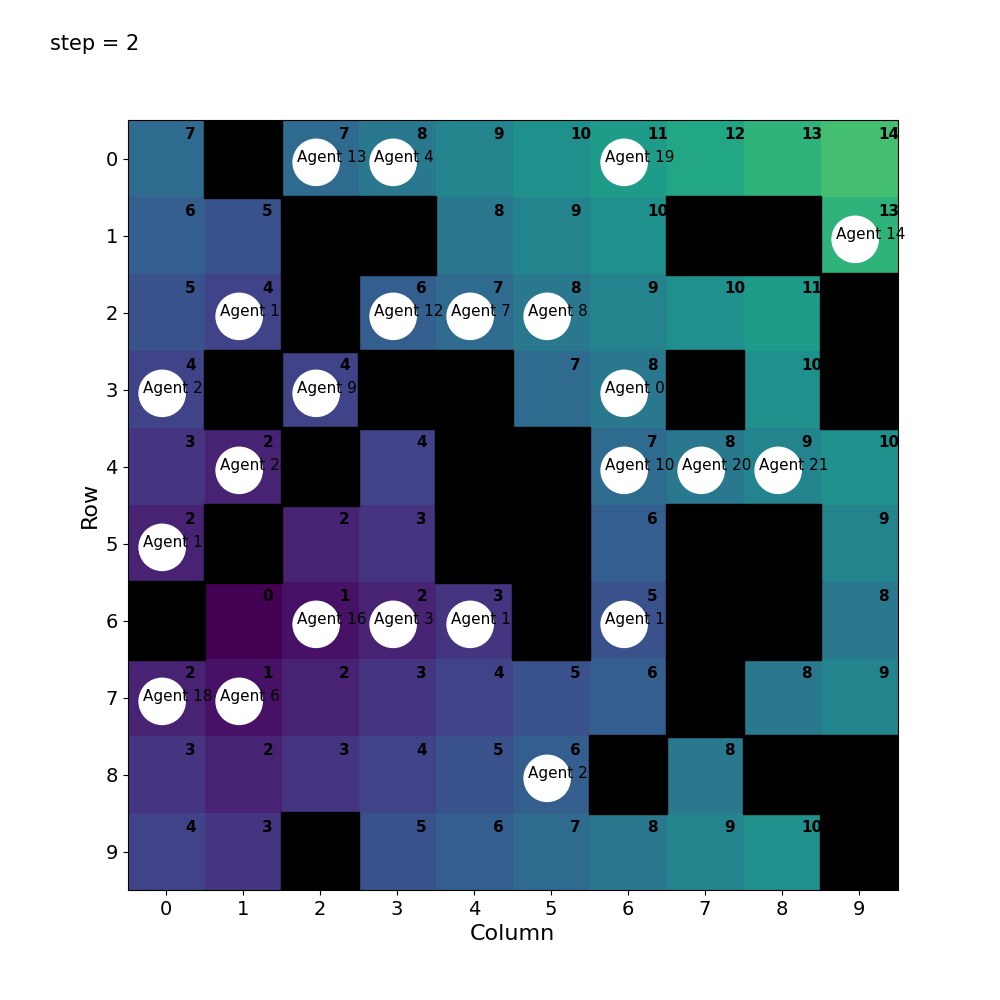 step = 2
7 7 8 9 10 11 12 13 14
0 Agent 13 Agent 4 Agent 19
6 5 8 9 10 13
1 Agent 14
5 4 6 7 8 9 10 11
2 Agent 1 Agent 12 Agent 7 Agent 8
4 4 7 8 10
3 Agent 2 Agent 9 Agent 0
3 2 4 7 8 9 10
4 Agent 2 Agent 10 Agent 20 Agent 21
2 2 3 6 9
5 Agent 1
0 1 2 3 5 8
6 Agent 16 Agent 3 Agent 1 Agent 1
2 1 2 3 4 5 6 8 9
7 Agent 18 Agent 6
3 2 3 4 5 6 8
8 Agent 2
4 3 5 6 7 8 9 10
9
0 1 2 3 4 5 6 7 8 9
Column
Row